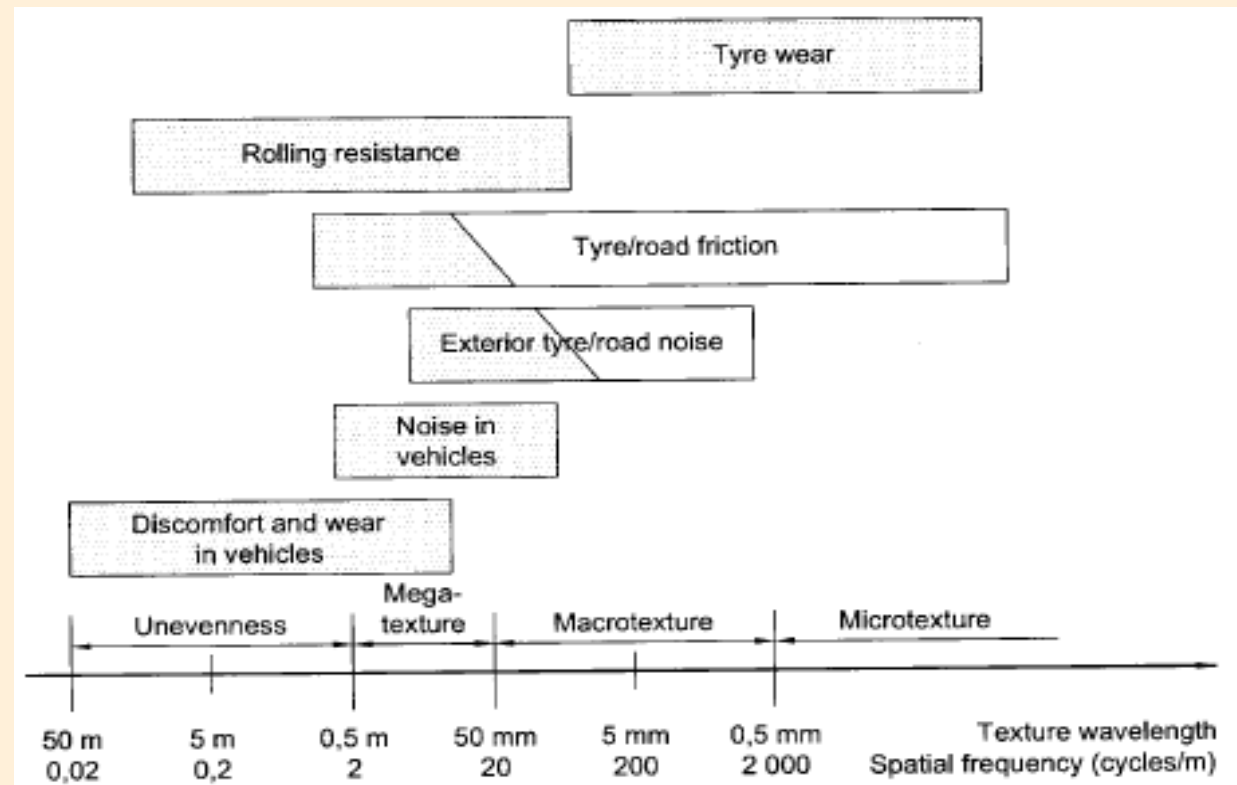 Tyre wear
Rolling resistance
Tyre/road friction
Exterior tyre/road noise
Noise in
vehicles
Discomfort and wear
in vehicles
Unevenness
Mega-
texture
Macrotexture
Microtexture
50 m 5 m 0,5 m 50 mm 5 mm 0,5 mm Texture wavelength
0,02 0,2 2 20 200 2 000 Spatial frequency (cycles/m)